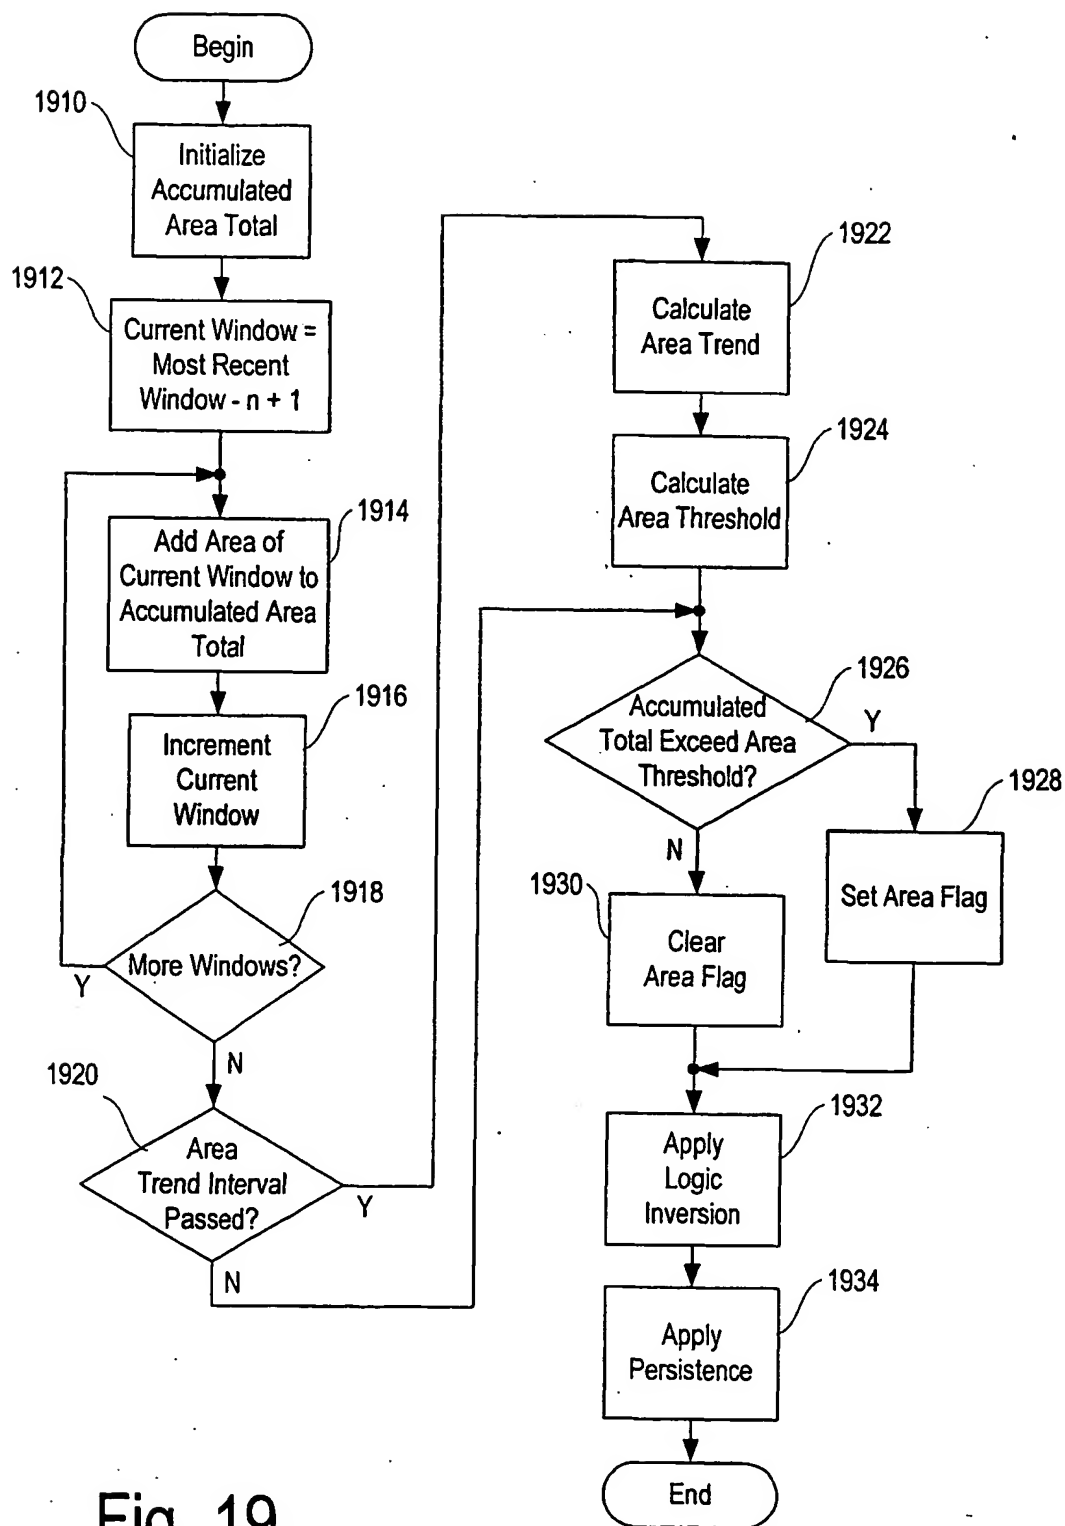 Begin
1910
Initialize
Accumulated
Area Total
1912
Current Window =
Most Recent
Window - n + 1
1914
Add Area of
Current Window to
Accumulated Area
Total
1916
Increment
Current
Window
1918
More Windows?
Y
N
1920
Area
Trend Interval
Passed?
Y
N
1922
Calculate
Area Trend
1924
Calculate
Area Threshold
1926
Accumulated
Total Exceed Area
Threshold?
Y
N
1928
Set Area Flag
1930
Clear
Area Flag
1932
Apply
Logic
Inversion
1934
Apply
Persistence
End
Fig. 19